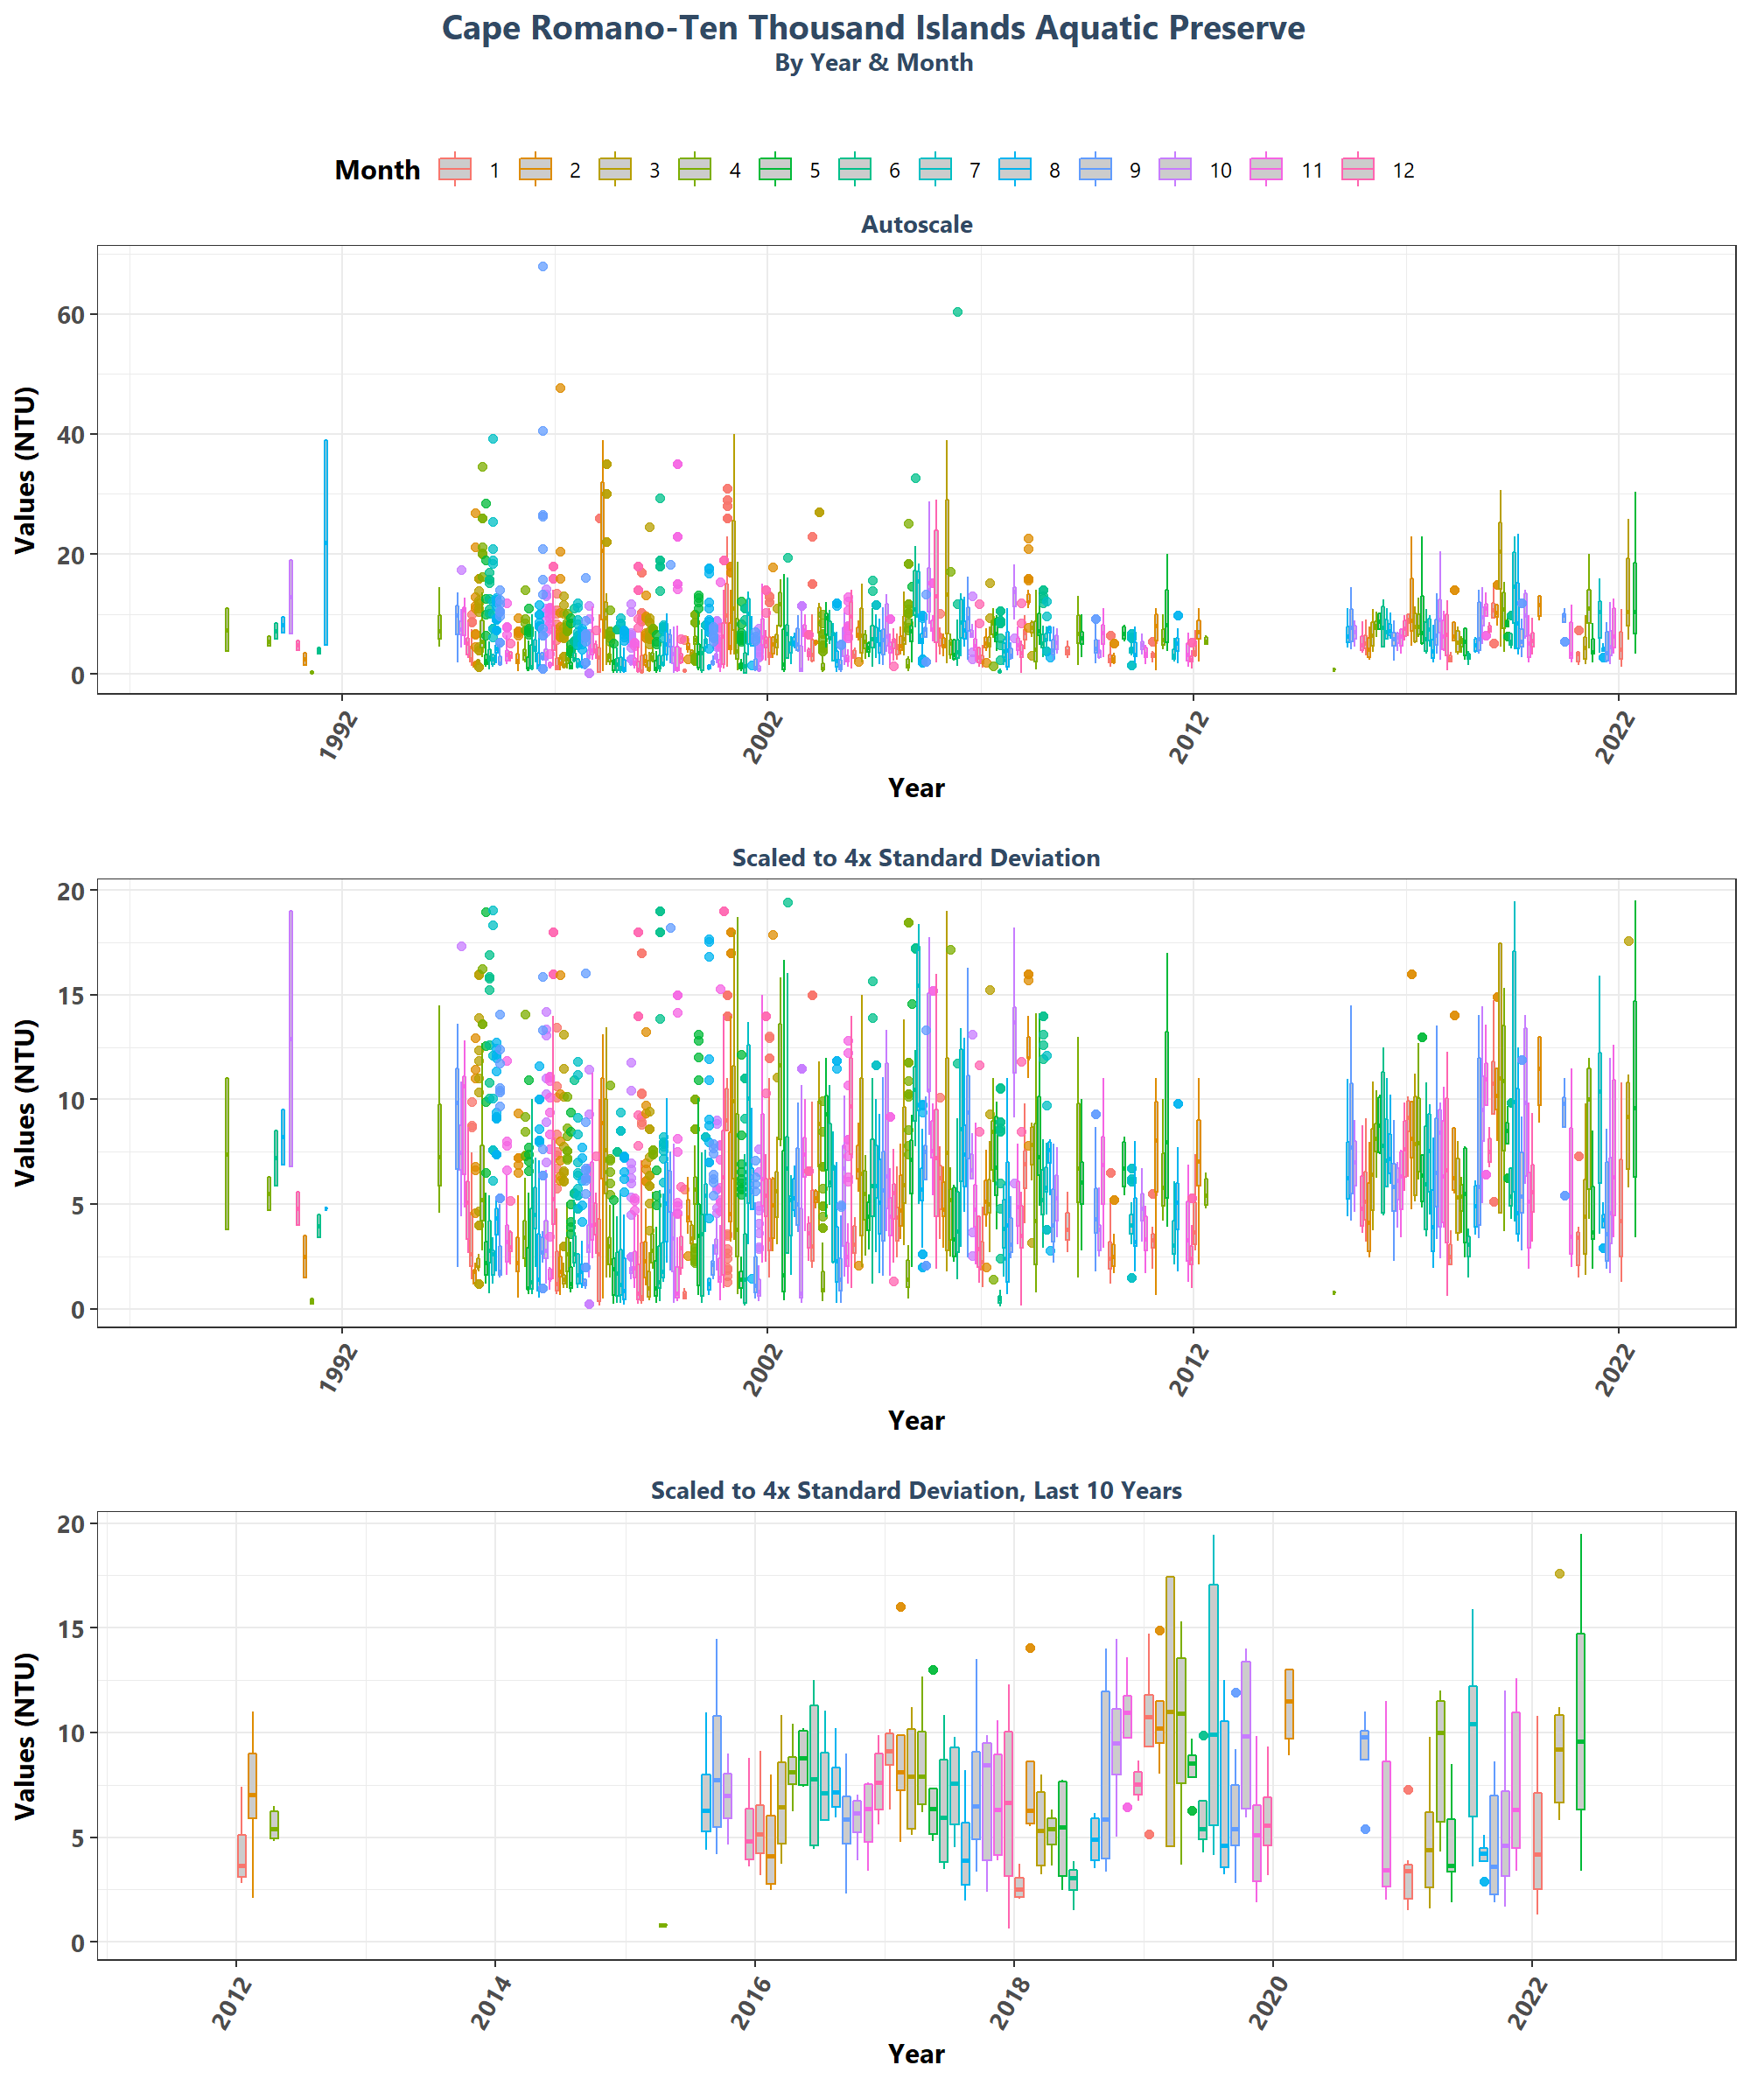 Cape Romano-Ten Thousand Islands Aquatic Preserve
By Year & Month
Month 1 2 3 4 5 6 7 8 9 10 11 12
Autoscale
Values (NTU)
60
40
20
0
1992 2002 2012 2022
Year
Scaled to 4x Standard Deviation
Values (NTU)
20
15
10
5
0
1992 2002 2012 2022
Year
Scaled to 4x Standard Deviation, Last 10 Years
Values (NTU)
20
15
10
5
0
2012 2014 2016 2018 2020 2022
Year